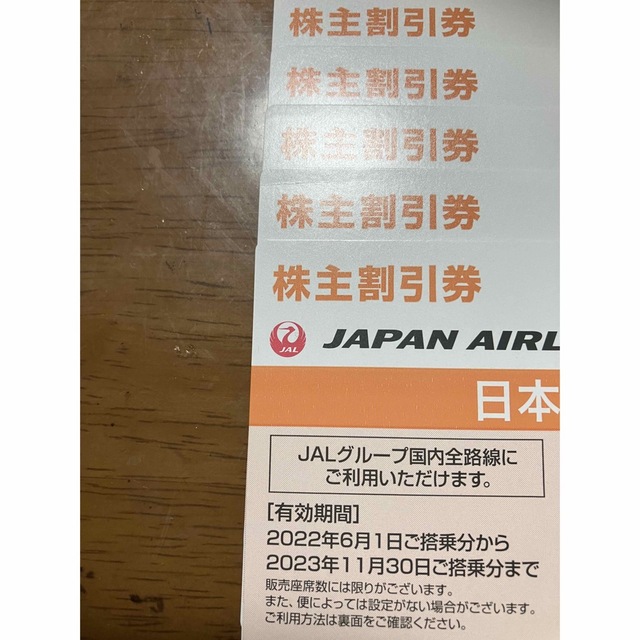 株主割引券
株主割引券
株主割引券
株主割引券
株主割引券
JAL JAPAN AIRL
日本
JALグループ国内全路線に
ご利用いただけます。
[有効期間]
2022年6月1日ご搭乗分から
2023年11月30日ご搭乗分まで
販売座席数には限りがございます。
また、便によっては設定がない場合がございます。
ご利用方法は裏面をご確認ください。